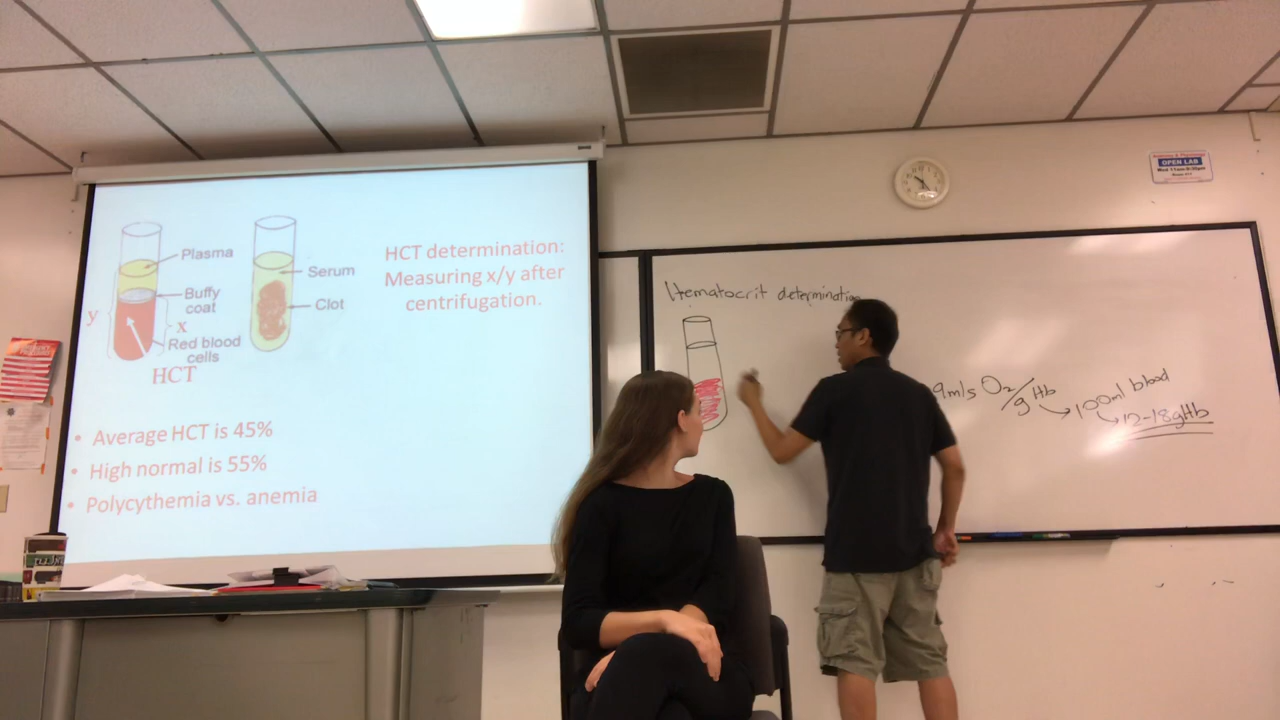 Plasma
Buffy
coat
y
x
Red blood
cells
HCT
Serum
Clot
HCT determination:
Measuring x/y after
centrifugation.
• Average HCT is 45%
• High normal is 55%
• Polycythemia vs. anemia
Hematocrit determination
9mls O2/gHb
100ml blood
12-18gHb
OPEN LAB